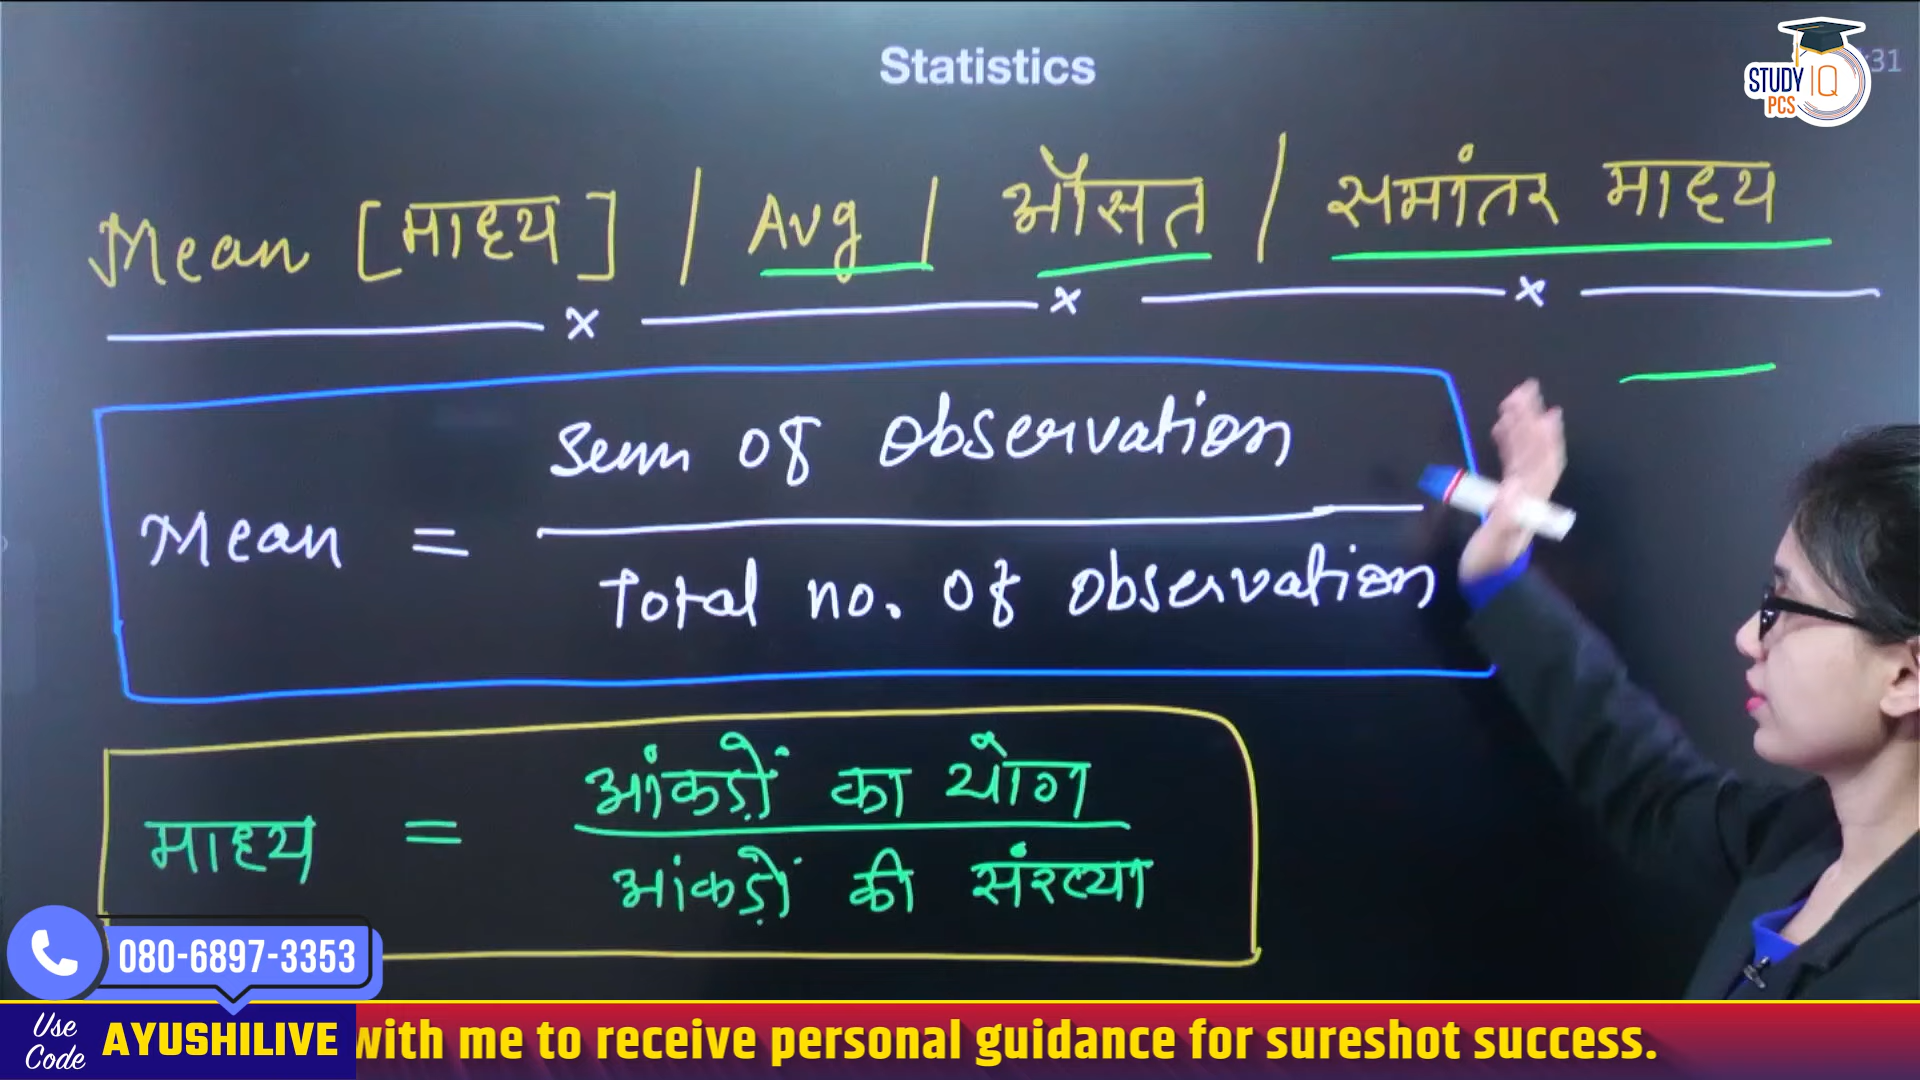 Statistics
:31
STUDY IQ
PCS
Mean [माध्य] | Avg | औसत | समांतर माध्य
x x x
Mean = Sum of observation
Total no. of observation
माध्य = आंकड़ों का योग
आंकड़ों की संख्या
080-6897-3353
Use Code AYUSHILIVE
with me to receive personal guidance for sureshot success.